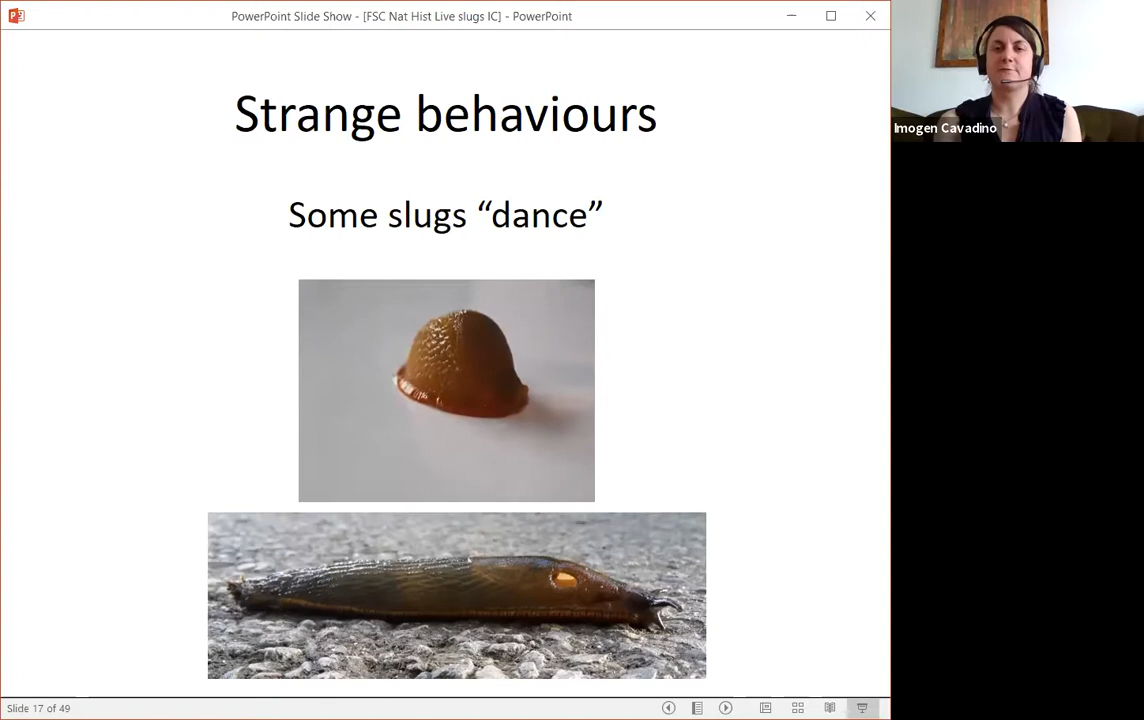 PowerPoint Slide Show - [FSC Nat Hist Live slugs IC] - PowerPoint
Strange behaviours
Some slugs “dance”
Imogen Cavadino
Slide 17 of 49